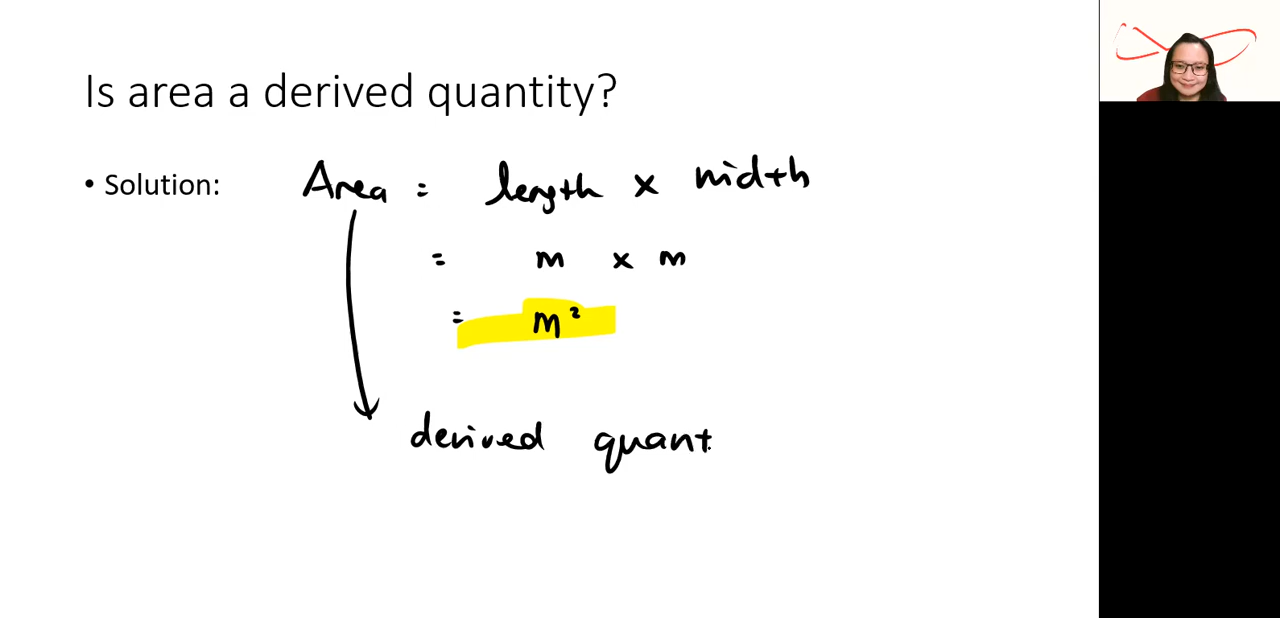 Is area a derived quantity?
• Solution: Area = length x width
= m x m
= m²
derived quant